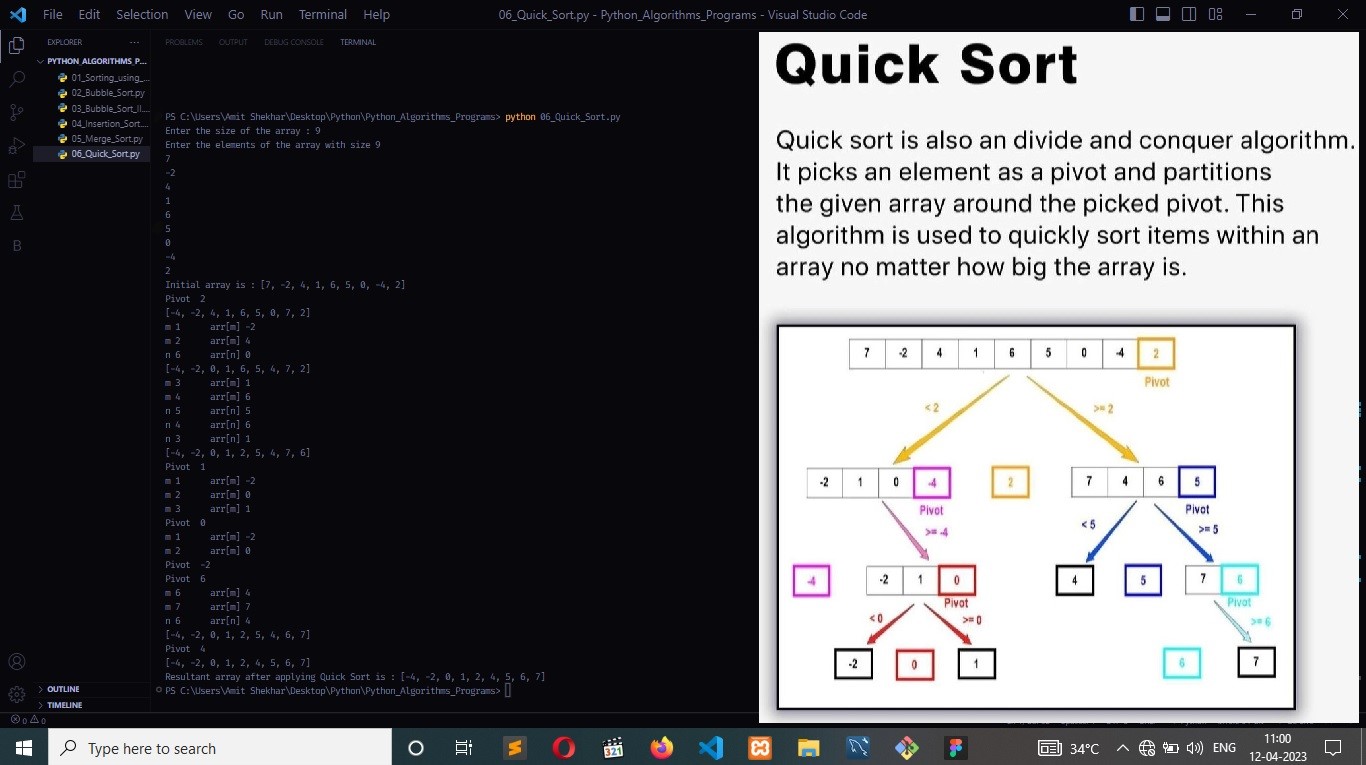 File Edit Selection View Go Run Terminal Help
06_Quick_Sort.py - Python_Algorithms_Programs - Visual Studio Code
EXPLORER
PYTHON_ALGORITHMS_P...
01_Sorting_using_...
02_Bubble_Sort.py
03_Bubble_Sort_II....
04_Insertion_Sort....
05_Merge_Sort.py
06_Quick_Sort.py
OUTLINE
TIMELINE
0 0
PROBLEMS OUTPUT DEBUG CONSOLE TERMINAL
PS C:\Users\Amit Shekhar\Desktop\Python\Python_Algorithms_Programs> python 06_Quick_Sort.py
Enter the size of the array : 9
Enter the elements of the array with size 9
7
-2
4
1
6
5
0
-4
2
Initial array is : [7, -2, 4, 1, 6, 5, 0, -4, 2]
Pivot 2
[-4, -2, 4, 1, 6, 5, 0, 7, 2]
m 1 arr[m] -2
m 2 arr[m] 4
n 6 arr[n] 0
[-4, -2, 0, 1, 6, 5, 4, 7, 2]
m 3 arr[m] 1
m 4 arr[m] 6
n 5 arr[n] 5
n 4 arr[n] 6
n 3 arr[n] 1
[-4, -2, 0, 1, 2, 5, 4, 7, 6]
Pivot 1
m 1 arr[m] -2
m 2 arr[m] 0
m 3 arr[m] 1
Pivot 0
m 1 arr[m] -2
m 2 arr[m] 0
Pivot -2
Pivot 6
m 6 arr[m] 4
m 7 arr[m] 7
n 6 arr[n] 4
[-4, -2, 0, 1, 2, 5, 4, 6, 7]
Pivot 4
[-4, -2, 0, 1, 2, 4, 5, 6, 7]
Resultant array after applying Quick Sort is : [-4, -2, 0, 1, 2, 4, 5, 6, 7]
PS C:\Users\Amit Shekhar\Desktop\Python\Python_Algorithms_Programs>
Quick Sort
Quick sort is also an divide and conquer algorithm.
It picks an element as a pivot and partitions
the given array around the picked pivot. This
algorithm is used to quickly sort items within an
array no matter how big the array is.
7 -2 4 1 6 5 0 -4 2
Pivot
< 2 >= 2
-2 1 0 -4 2 7 4 6 5
Pivot Pivot
>= -4 < 5 >= 5
-4 -2 1 0 4 5 7 6
Pivot Pivot
< 0 >= 0 >= 6
-2 0 1 6 7
Type here to search
321
34°C ENG 11:00
12-04-2023